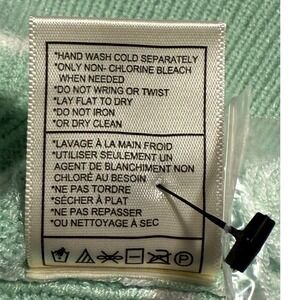 *HAND WASH COLD SEPARATELY
*ONLY NON- CHLORINE BLEACH
WHEN NEEDED
*DO NOT WRING OR TWIST
*LAY FLAT TO DRY
*DO NOT IRON
*OR DRY CLEAN
*LAVAGE À LA MAIN FROID
*UTILISER SEULEMENT UN
AGENT DE BLANCHIMENT NON
CHLORÉ AU BESOIN
*NE PAS TORDRE
*SÉCHER À PLAT
*NE PAS REPASSER
*OU NETTOYAGE À SEC
P